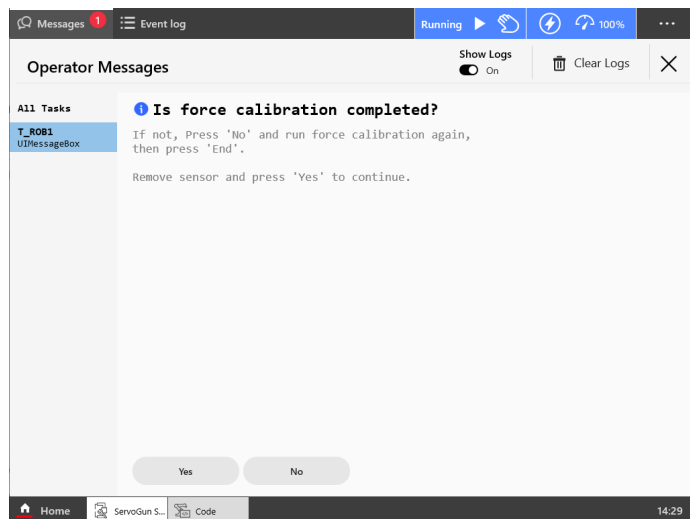 Messages 1
Event log
Running
100%
...
Operator Messages
Show Logs
On
Clear Logs
All Tasks
T_ROB1
UIMessageBox
Is force calibration completed?
If not, Press 'No' and run force calibration again,
then press 'End'.
Remove sensor and press 'Yes' to continue.
Yes
No
Home
ServoGun S...
Code
14:29